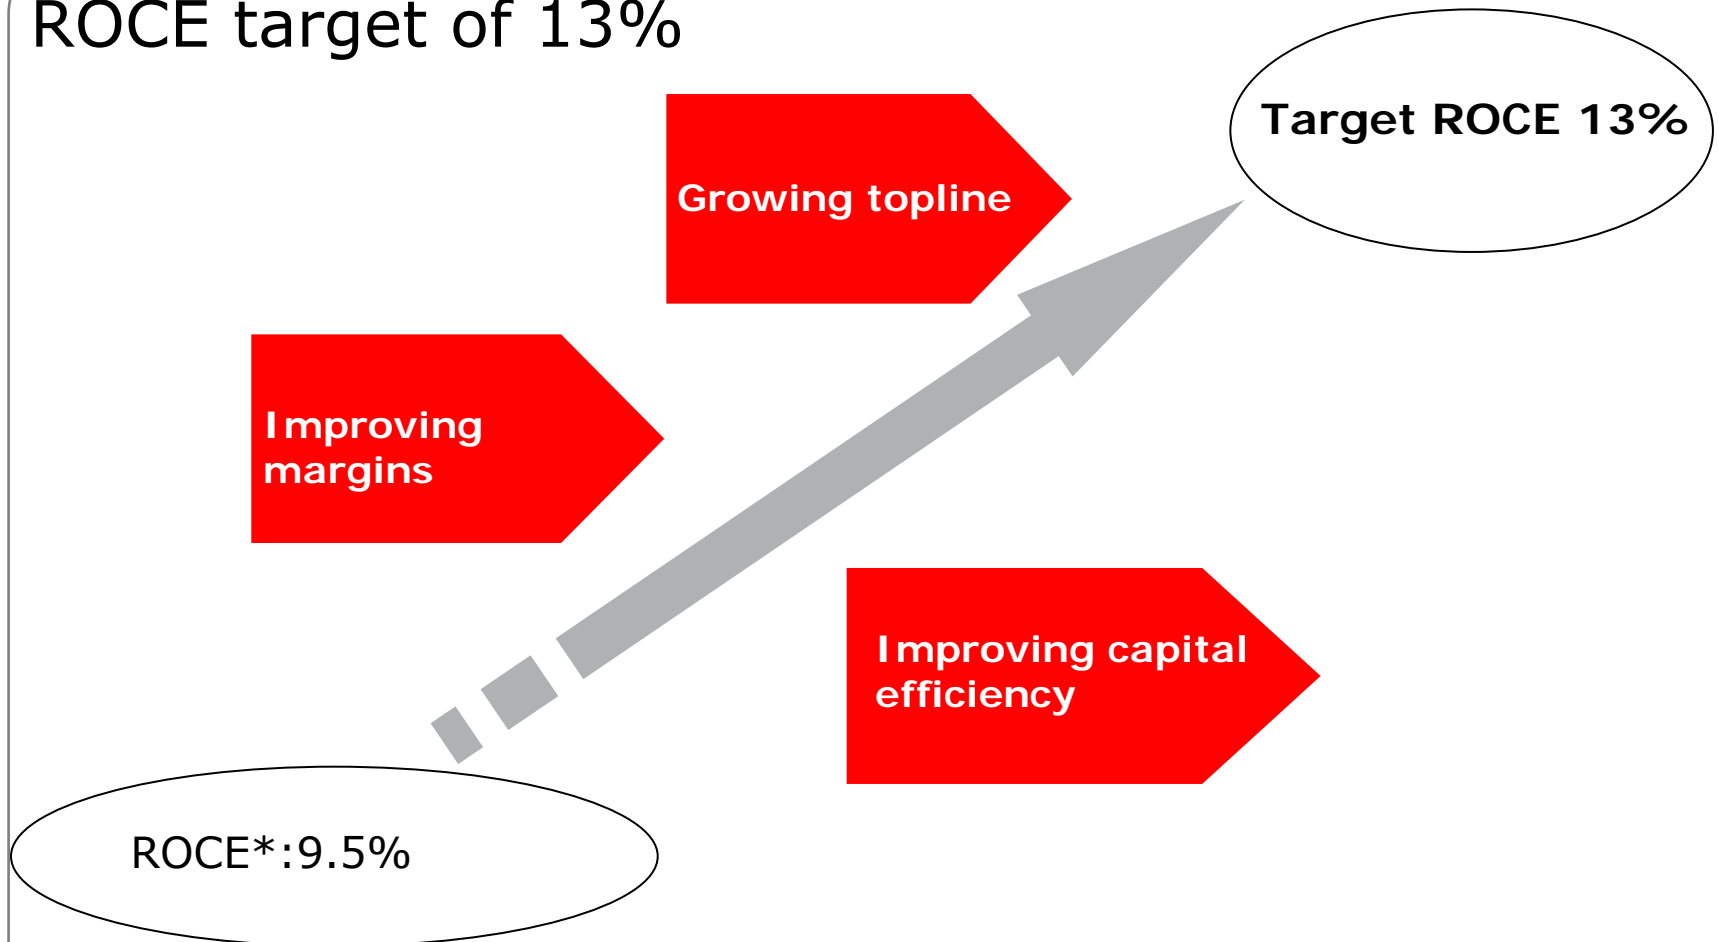 ROCE target of 13%
Target ROCE 13%
Growing topline
Improving
margins
Improving capital
efficiency
ROCE*:9.5%